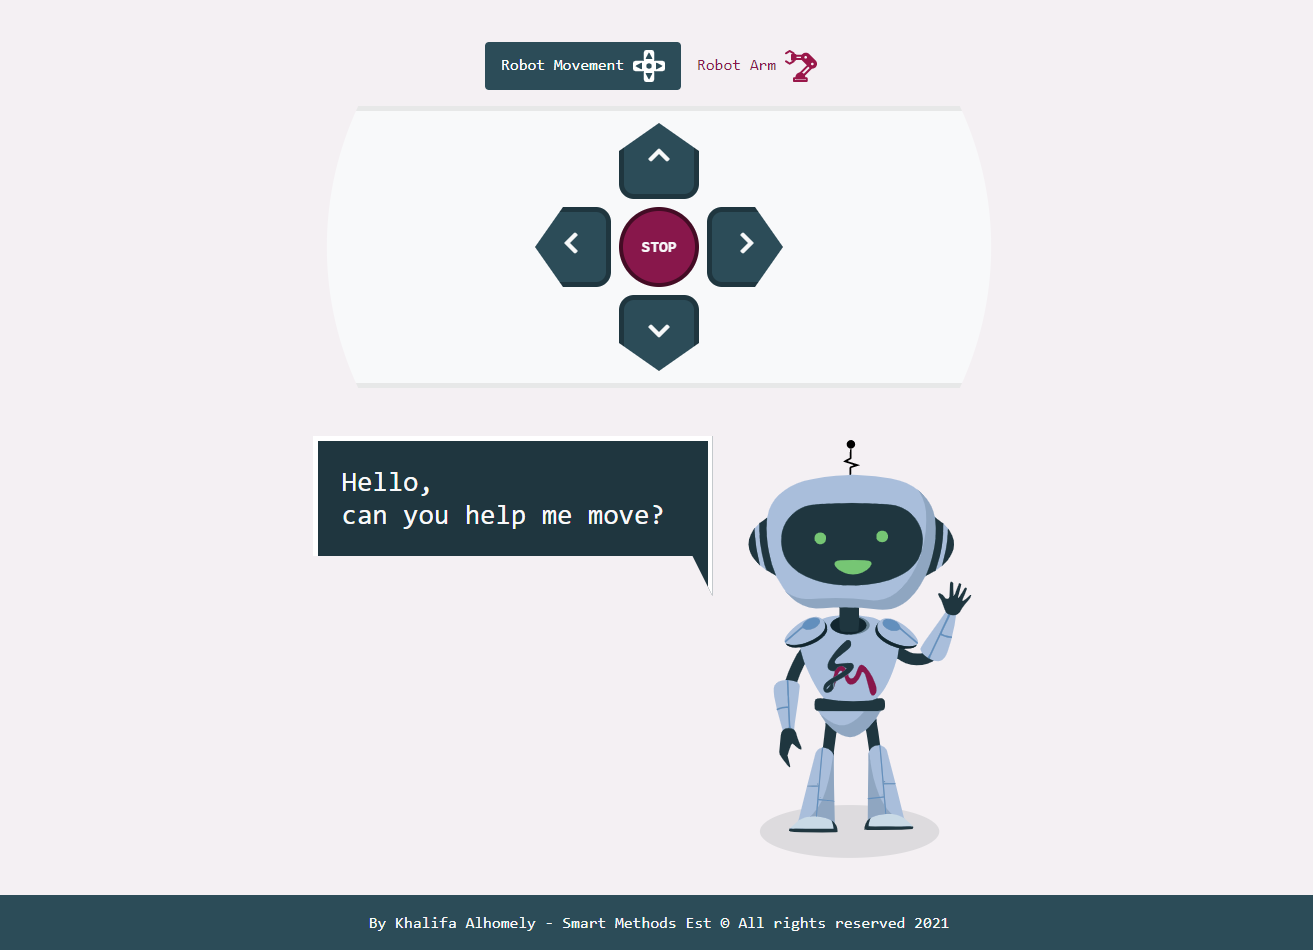 Robot Movement
Robot Arm
STOP
Hello,
can you help me move?
By Khalifa Alhomely - Smart Methods Est © All rights reserved 2021